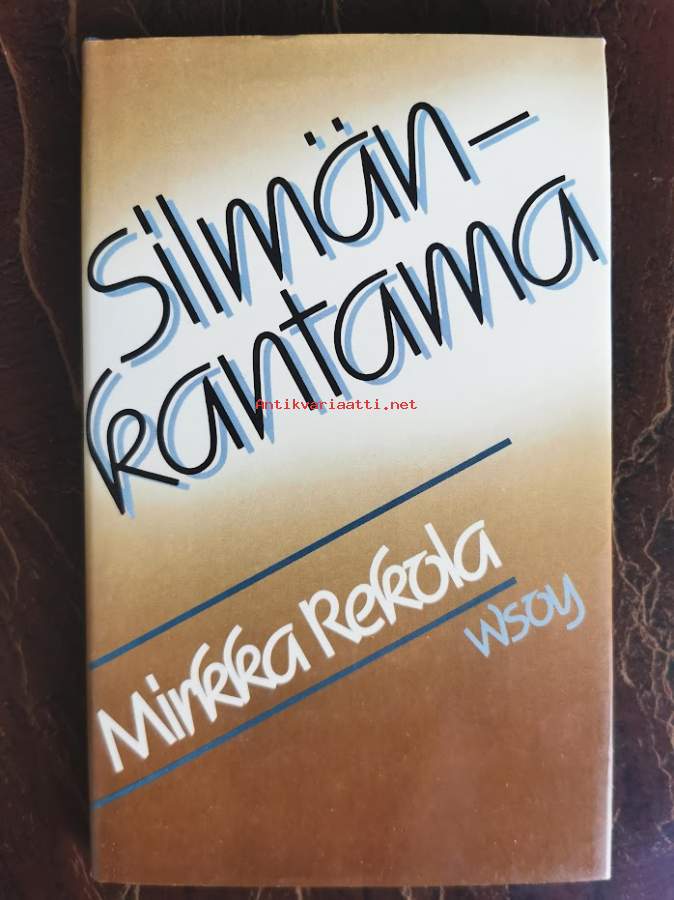 Silmän-
kantama
Antikvariaatti.net
Mirkka Rekola
wsoy